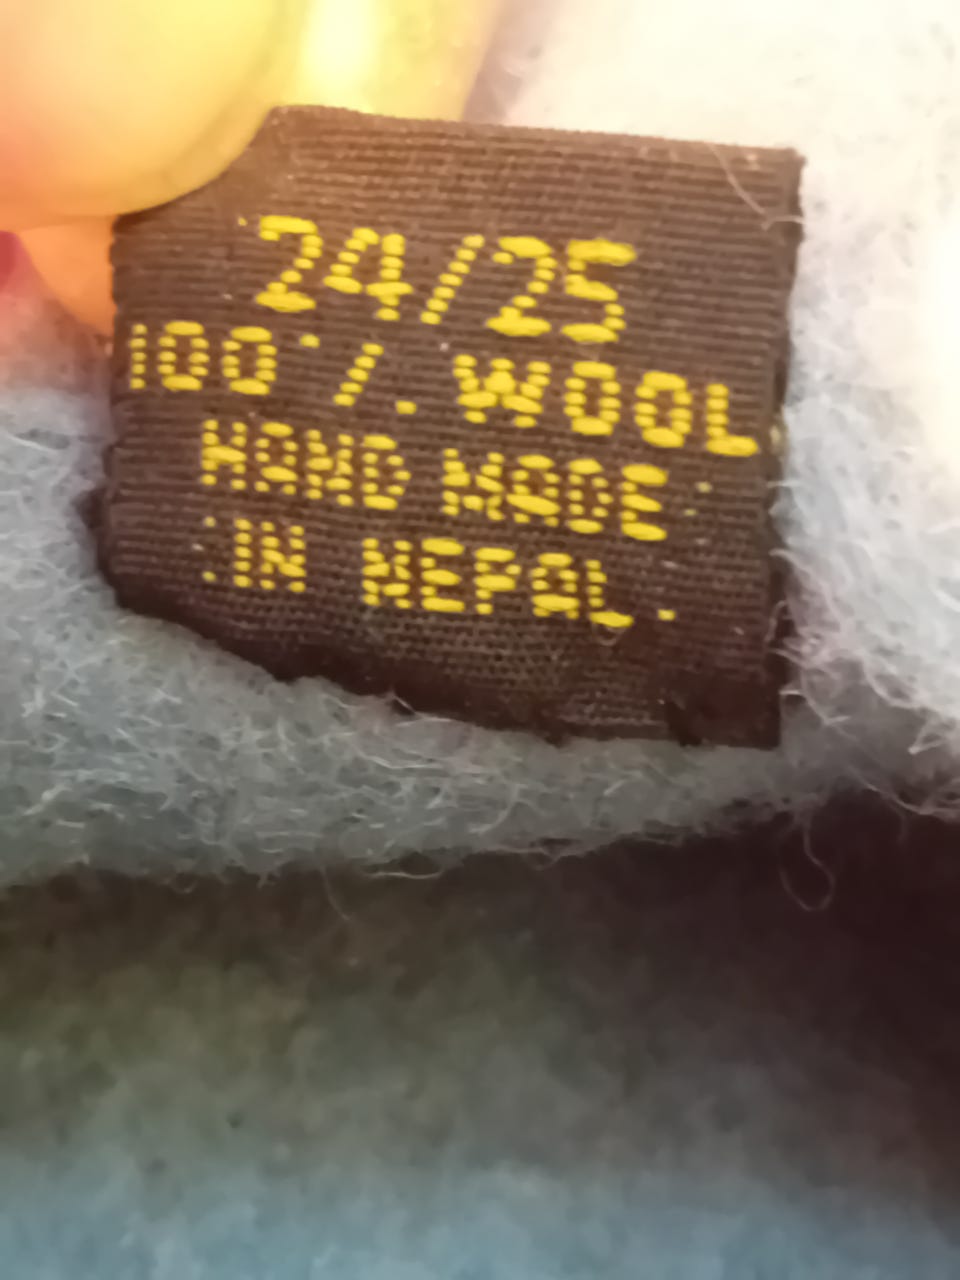 24/25
100%. WOOL
HAND MADE
IN NEPAL.